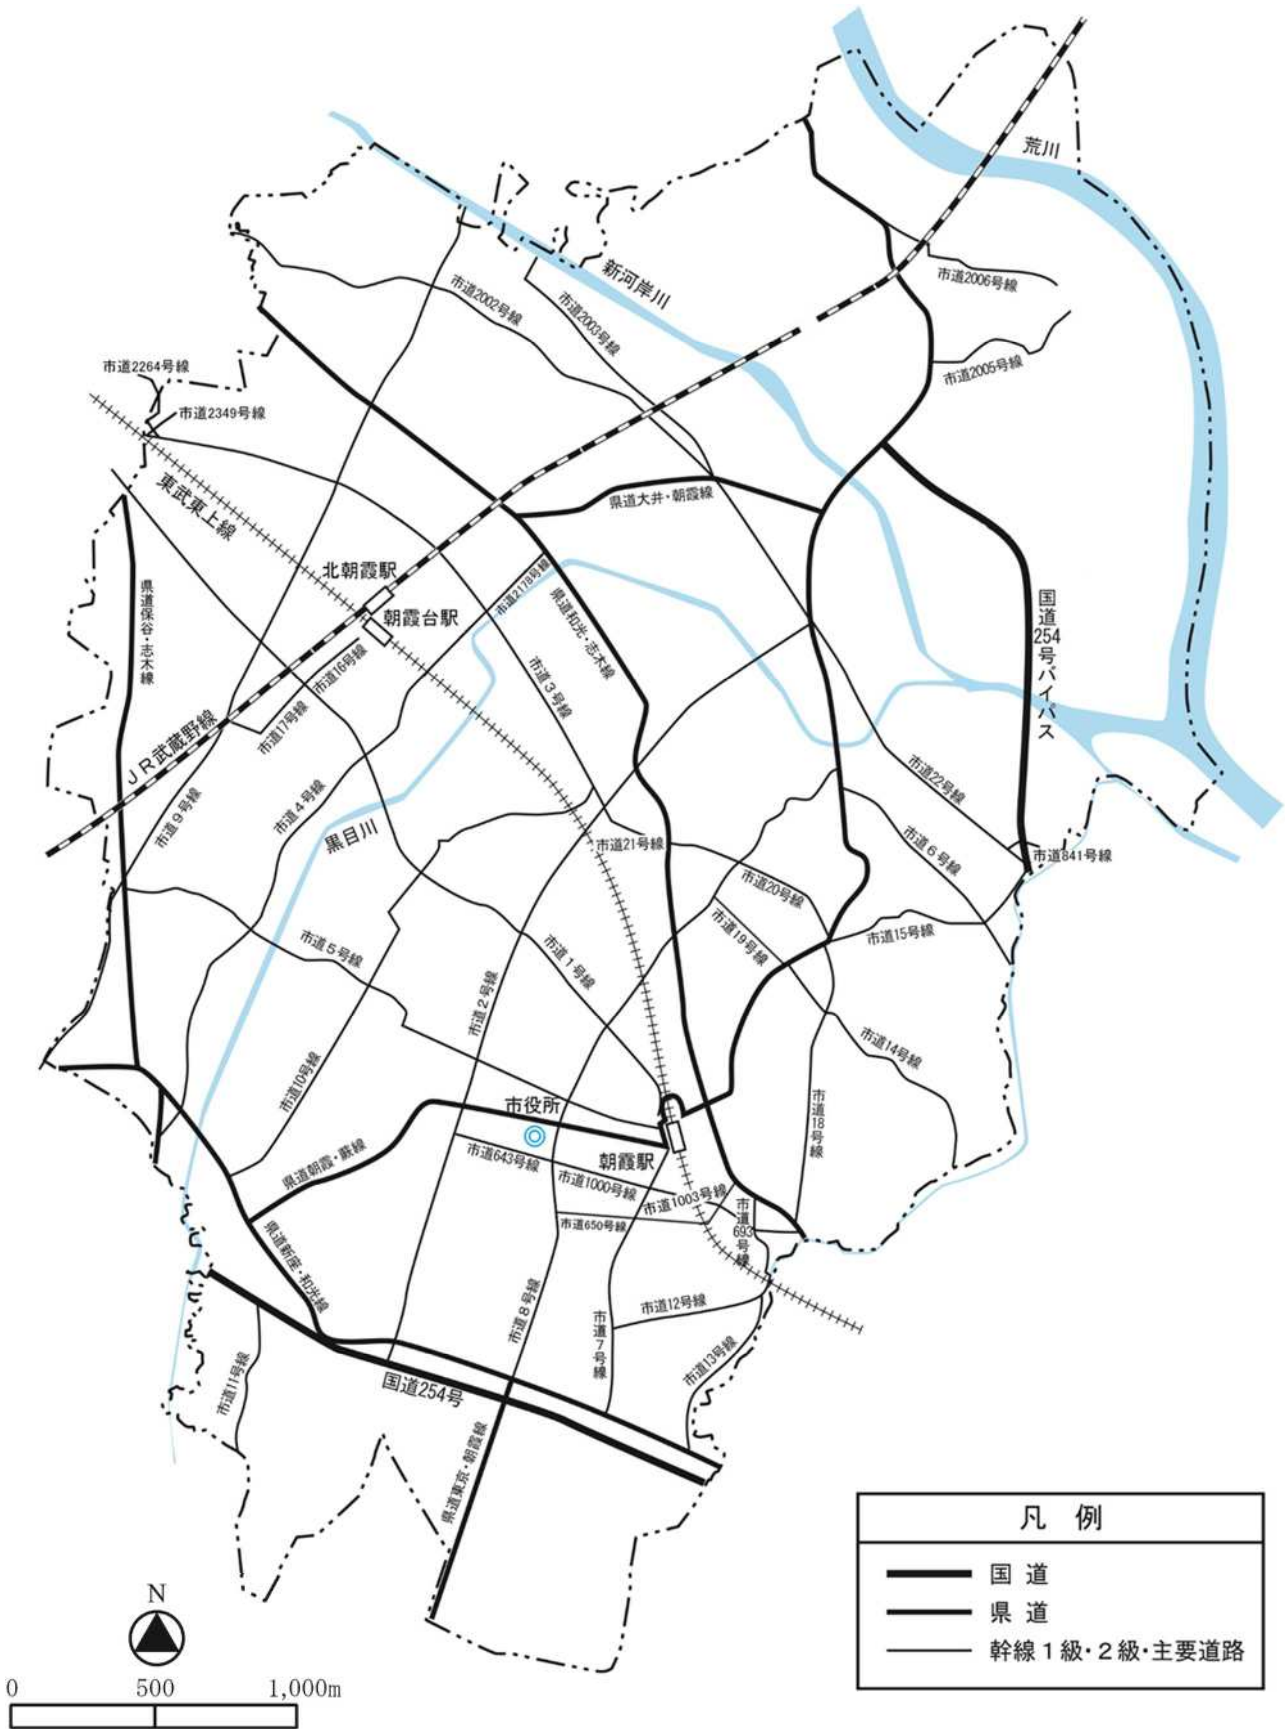 荒川
新河岸川
市道2006号線
市道2002号線
市道2003号線
市道2005号線
市道2264号線
市道2349号線
東武東上線
県道大井・朝霞線
北朝霞駅
朝霞台駅
市道2178号線
県道和光・志木線
県道保谷・志木線
国道254号バイパス
市道16号線
市道3号線
市道17号線
JR武蔵野線
市道9号線
市道4号線
黒目川
市道22号線
市道6号線
市道21号線
市道841号線
市道20号線
市道19号線
市道15号線
市道5号線
市道1号線
市道2号線
市道14号線
市道10号線
市道18号線
市役所
県道朝霞・蕨線
市道643号線
朝霞駅
市道1000号線
市道1003号線
市道693号線
市道650号線
県道新座・和光線
市道12号線
市道8号線
市道7号線
市道13号線
市道11号線
国道254号
県道東京・朝霞線
凡例
国道
県道
幹線1級・2級・主要道路
N
0 500 1,000m